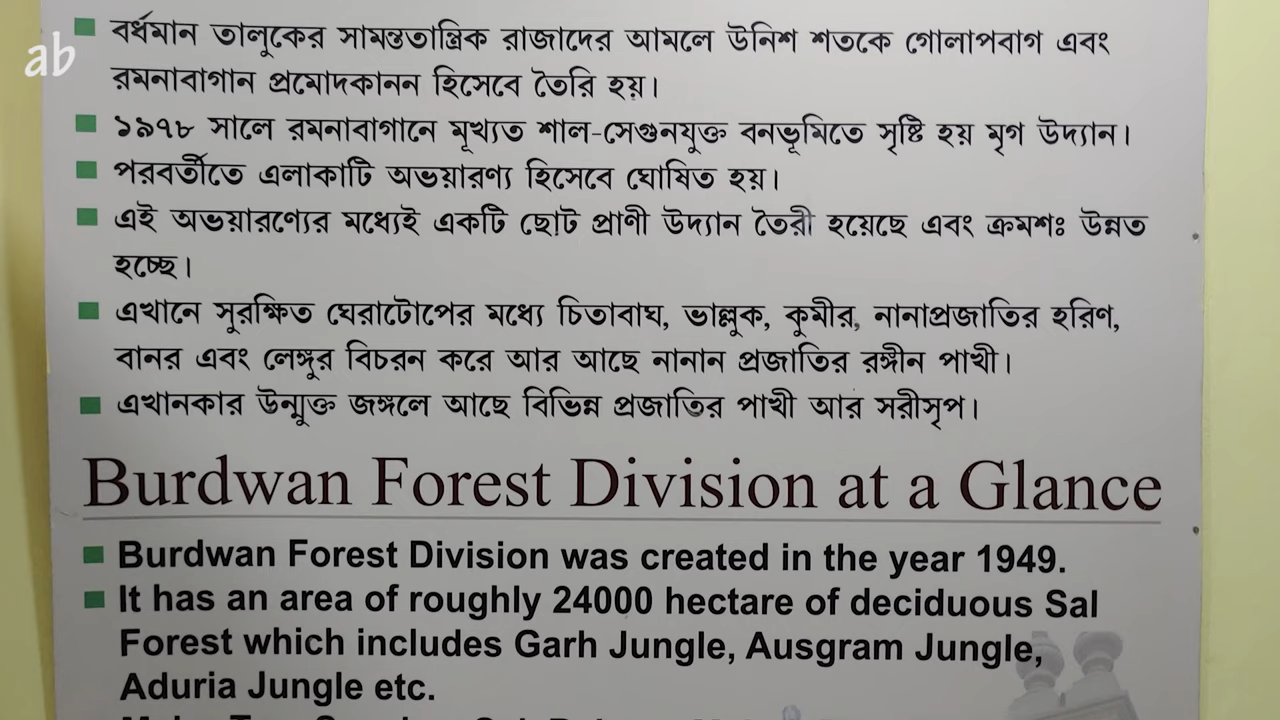 ab
বর্ধমান তালুকের সামন্ততান্ত্রিক রাজাদের আমলে উনিশ শতকে গোলাপবাগ এবং
রমনাবাগান প্রমোদকানন হিসেবে তৈরি হয়।
১৯৭৮ সালে রমনাবাগানে মূখ্যত শাল-সেগুনযুক্ত বনভূমিতে সৃষ্টি হয় মৃগ উদ্যান।
পরবর্তীতে এলাকাটি অভয়ারণ্য হিসেবে ঘোষিত হয়।
এই অভয়ারণ্যের মধ্যেই একটি ছোট প্রাণী উদ্যান তৈরী হয়েছে এবং ক্রমশঃ উন্নত
হচ্ছে।
এখানে সুরক্ষিত ঘেরাটোপের মধ্যে চিতাবাঘ, ভাল্লুক, কুমীর, নানাপ্রজাতির হরিণ,
বানর এবং লেঙ্গুর বিচরন করে আর আছে নানান প্রজাতির রঙ্গীন পাখী।
এখানকার উন্মুক্ত জঙ্গলে আছে বিভিন্ন প্রজাতির পাখী আর সরীসৃপ।
Burdwan Forest Division at a Glance
Burdwan Forest Division was created in the year 1949.
It has an area of roughly 24000 hectare of deciduous Sal
Forest which includes Garh Jungle, Ausgram Jungle,
Aduria Jungle etc.